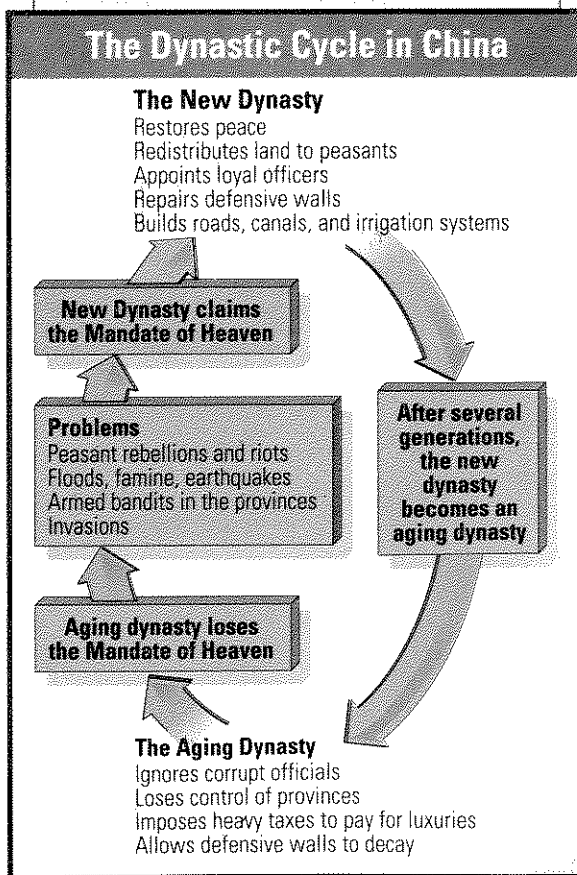 The Dynastic Cycle in China
The New Dynasty
Restores peace
Redistributes land to peasants
Appoints loyal officers
Repairs defensive walls
Builds roads, canals, and irrigation systems
After several
generations,
the new
dynasty
becomes an
aging dynasty
The Aging Dynasty
Ignores corrupt officials
Loses control of provinces
Imposes heavy taxes to pay for luxuries
Allows defensive walls to decay
Aging dynasty loses
the Mandate of Heaven
Problems
Peasant rebellions and riots
Floods, famine, earthquakes
Armed bandits in the provinces
Invasions
New Dynasty claims
the Mandate of Heaven